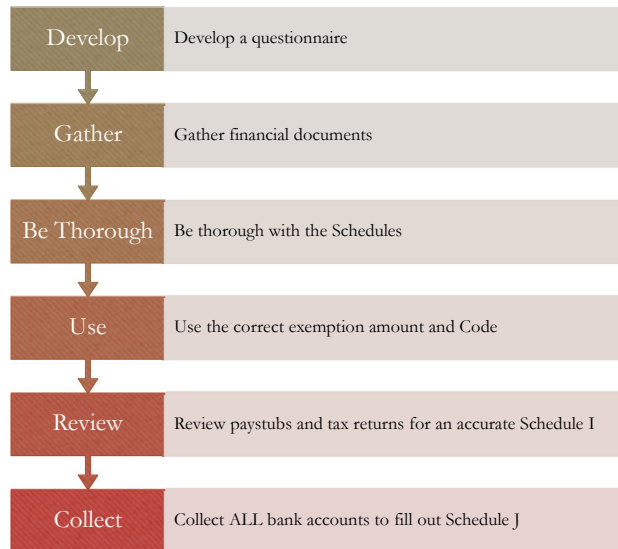 Develop
Develop a questionnaire
Gather
Gather financial documents
Be Thorough
Be thorough with the Schedules
Use
Use the correct exemption amount and Code
Review
Review paystubs and tax returns for an accurate Schedule I
Collect
Collect ALL bank accounts to fill out Schedule J